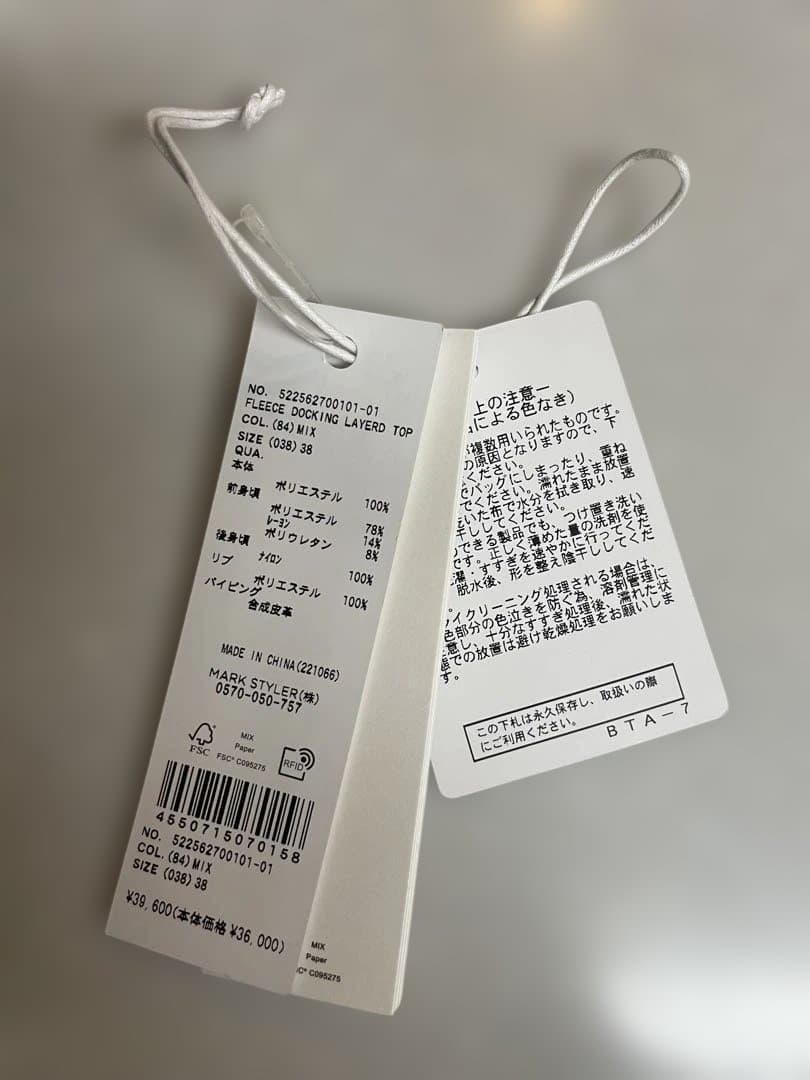 NO. 522562700101-01
FLEECE DOCKING LAYERD TOP
COL. (84) MIX
SIZE (038) 38
QUA.
本体
ポリエステル 100%
前身頃 ポリエステル 78%
レーヨン 14%
ポリウレタン 8%
後身頃 ナイロン 100%
リブ ポリエステル 100%
パイピング 合成皮革
MADE IN CHINA(221066)
MARK STYLER(株)
0570-050-757
FSC
MIX
Paper
FSC® C095275
RFID
4550715070158
NO. 522562700101-01
COL. (84) MIX
SIZE (038) 38
¥39,600(本体価格 ¥36,000)
MIX
Paper
C095275
上の注意ー
による色なき)
複数用いられたものです。
の原因となりますので、下
ください。
でバッグにしまったり、重ね
でください。濡れたまま放置
いた布で水分を拭き取り、速
干ししてください。
できる製品でも、つけ置き洗い
です。正しく薄めた量の洗剤を使
濯・すすぎを速やかに行ってくだ
脱水後、形を整え陰干ししてくだ
。
イクリーニング処理される場合は、
色部分の色泣きを防ぐ為、溶剤管理に
意し、十分なすすぎ処理後、濡れた状
態での放置は避け乾燥処理をお願いしま
す。
この下札は永久保存し、取扱いの際
にご利用ください。
BTA-7